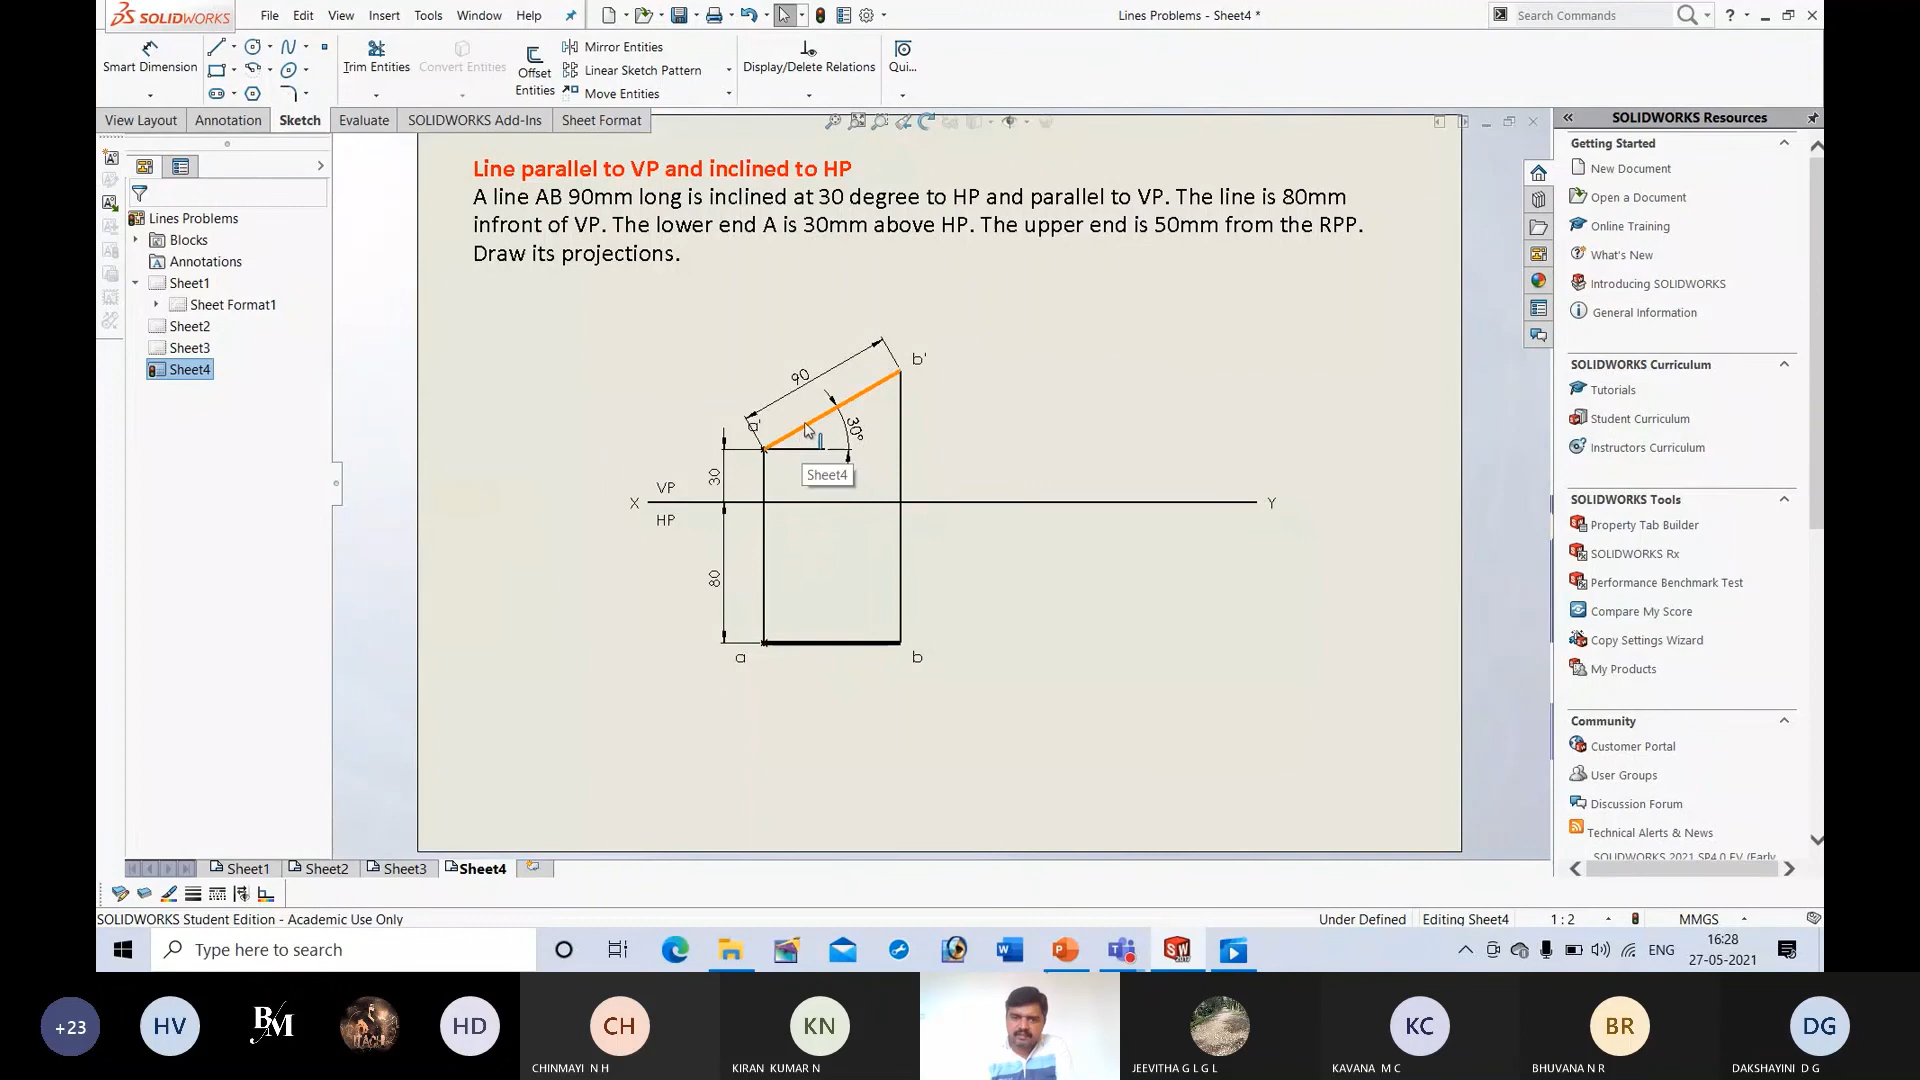 SOLIDWORKS File Edit View Insert Tools Window Help Lines Problems - Sheet4 * Search Commands
Smart Dimension Trim Entities Convert Entities Offset Entities Mirror Entities Linear Sketch Pattern Move Entities Display/Delete Relations Qui...
View Layout Annotation Sketch Evaluate SOLIDWORKS Add-Ins Sheet Format
Lines Problems
Blocks
Annotations
Sheet1
Sheet Format1
Sheet2
Sheet3
Sheet4
Line parallel to VP and inclined to HP
A line AB 90mm long is inclined at 30 degree to HP and parallel to VP. The line is 80mm
infront of VP. The lower end A is 30mm above HP. The upper end is 50mm from the RPP.
Draw its projections.
b'
90
a'
30°
Sheet4
30
X VP Y
HP
80
a b
SOLIDWORKS Resources
Getting Started
New Document
Open a Document
Online Training
What's New
Introducing SOLIDWORKS
General Information
SOLIDWORKS Curriculum
Tutorials
Student Curriculum
Instructors Curriculum
SOLIDWORKS Tools
Property Tab Builder
SOLIDWORKS Rx
Performance Benchmark Test
Compare My Score
Copy Settings Wizard
My Products
Community
Customer Portal
User Groups
Discussion Forum
Technical Alerts & News
SOLIDWORKS 2021 SP4.0 EV (Early
Sheet1 Sheet2 Sheet3 Sheet4
SOLIDWORKS Student Edition - Academic Use Only Under Defined Editing Sheet4 1 : 2 MMGS
Type here to search ENG 16:28
27-05-2021
+23 HV BM HD CH KN KC BR DG
CHINMAYI N H KIRAN KUMAR N JEEVITHA G L G L KAVANA M C BHUVANA N R DAKSHAYINI D G